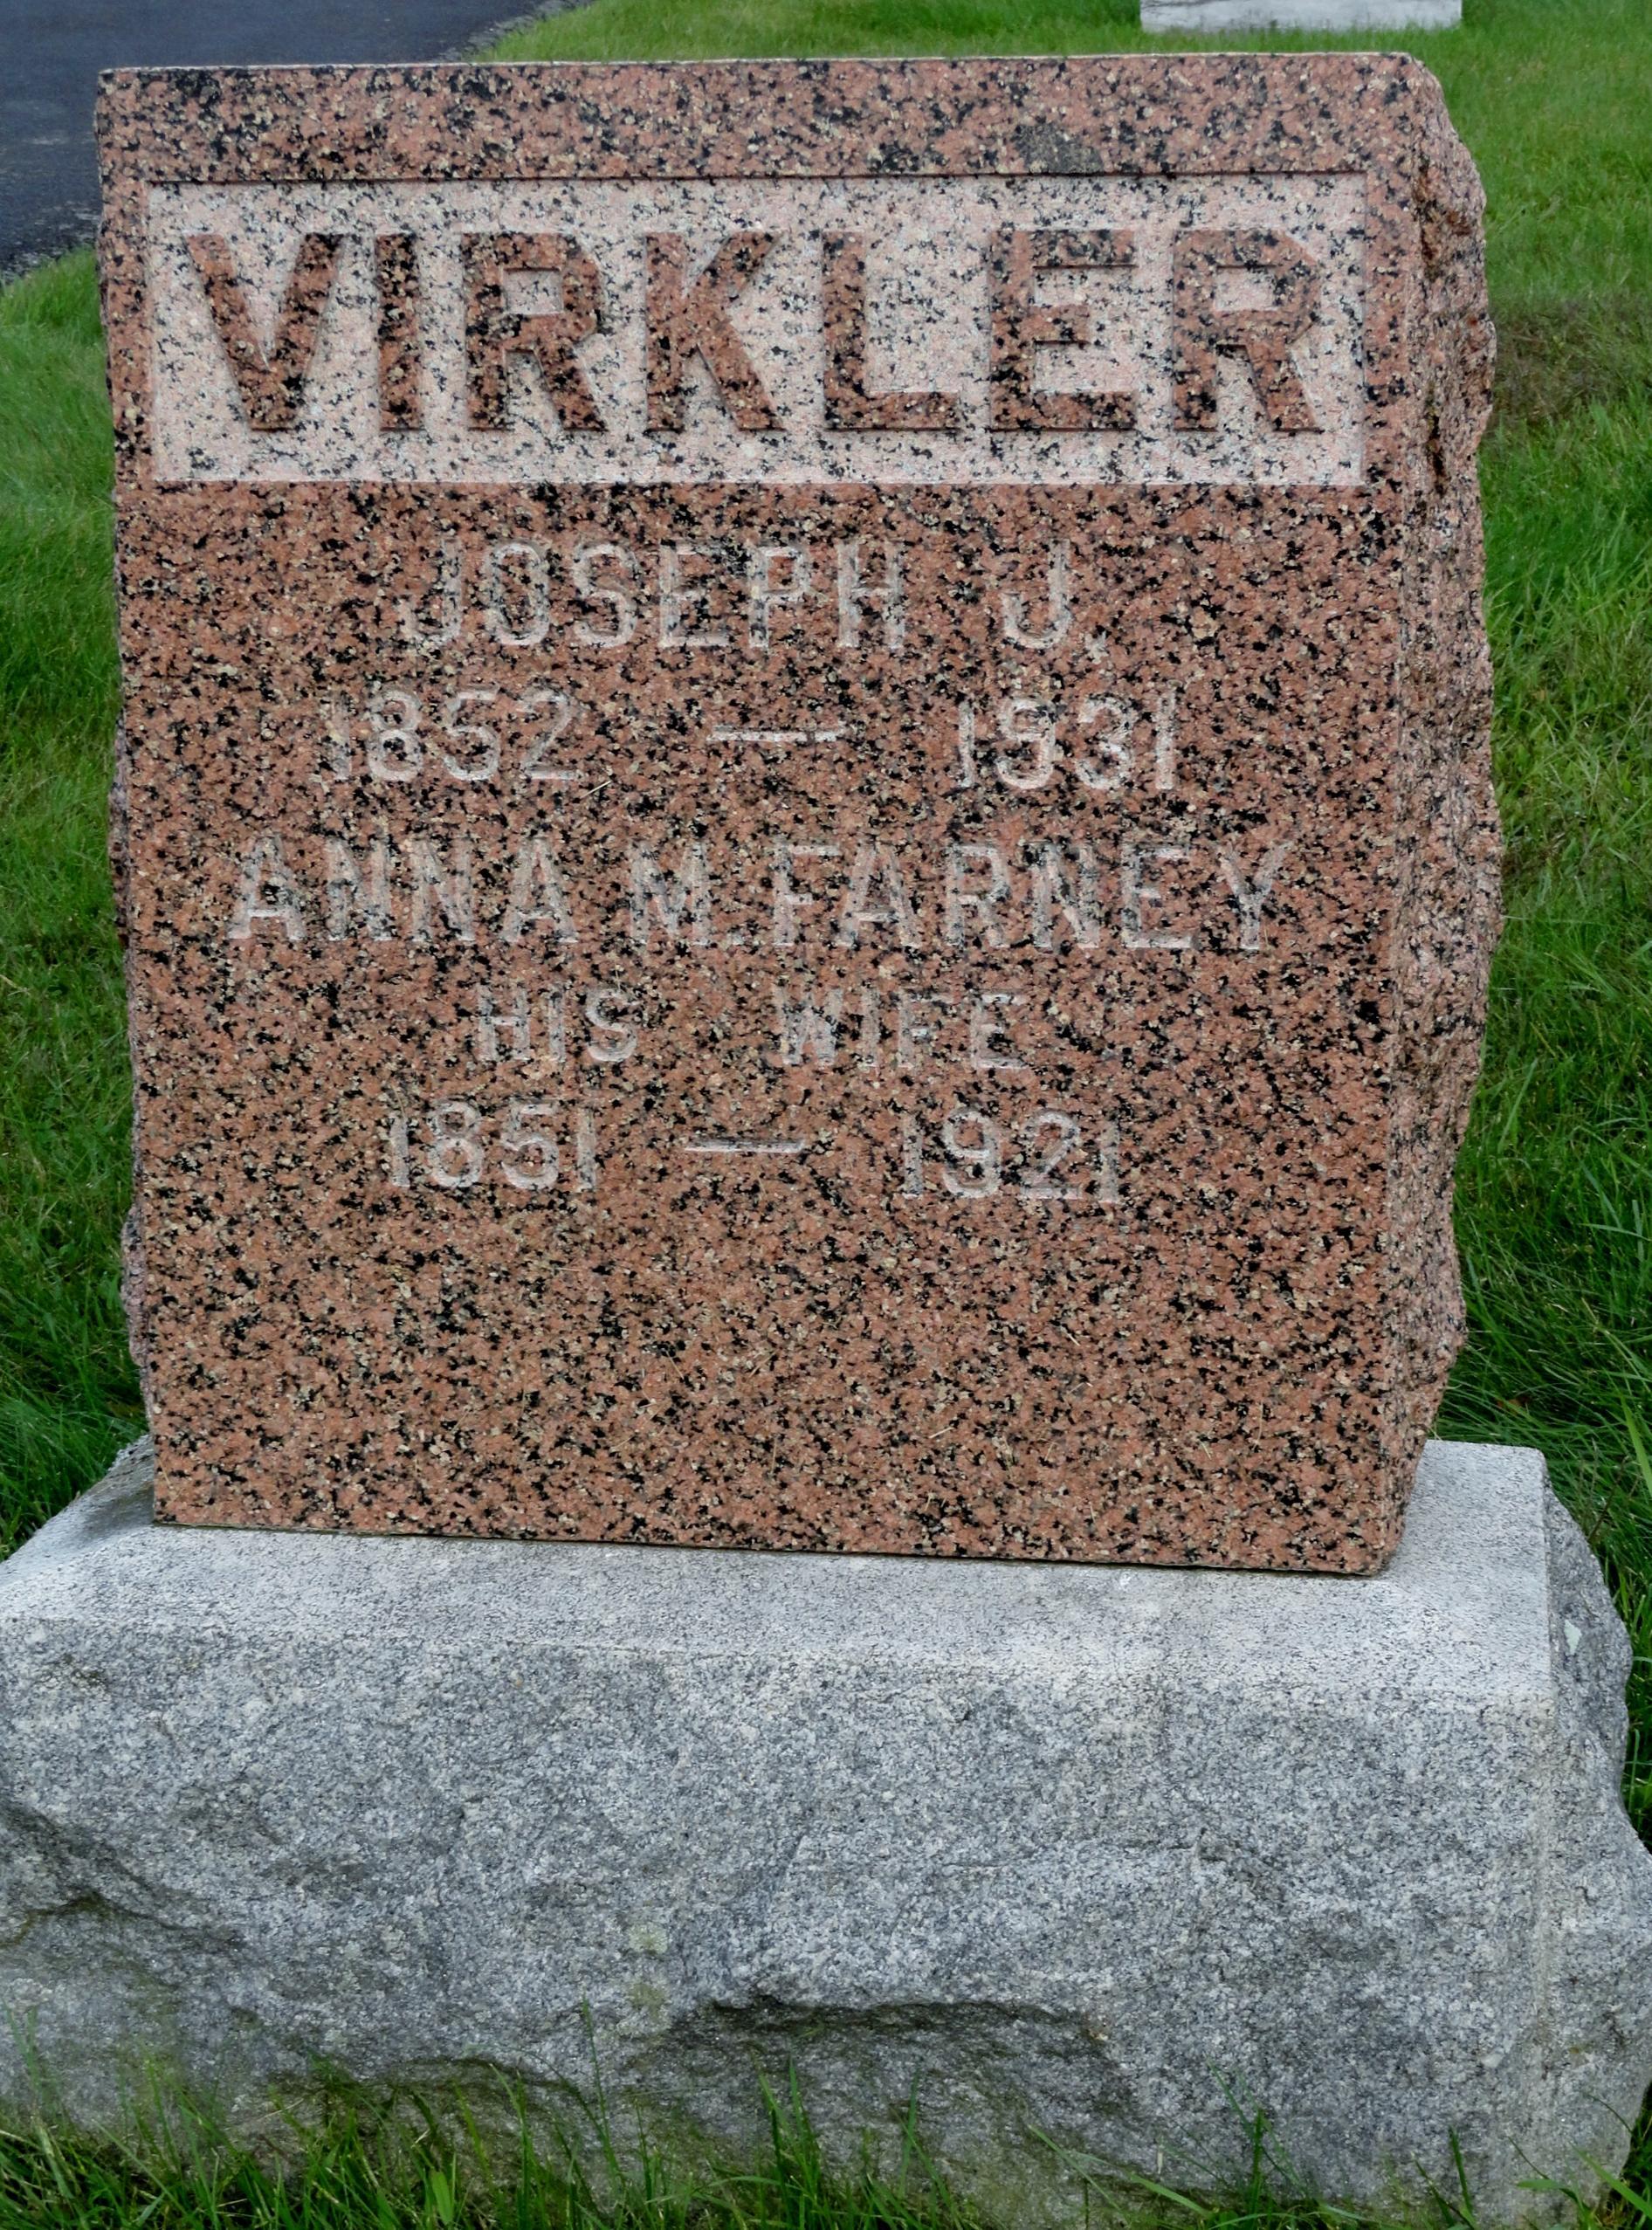 VIRKLER
JOSEPH J.
1852 — 1931
ANNA M. FARNEY
HIS WIFE
1851 — 1921